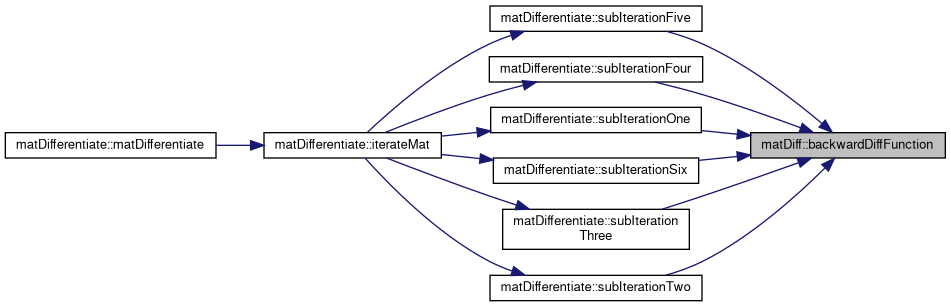 matDifferentiate::subIterationFive
matDifferentiate::subIterationFour
matDifferentiate::subIterationOne
matDifferentiate::matDifferentiate
matDifferentiate::iterateMat
matDiff::backwardDiffFunction
matDifferentiate::subIterationSix
matDifferentiate::subIteration
Three
matDifferentiate::subIterationTwo